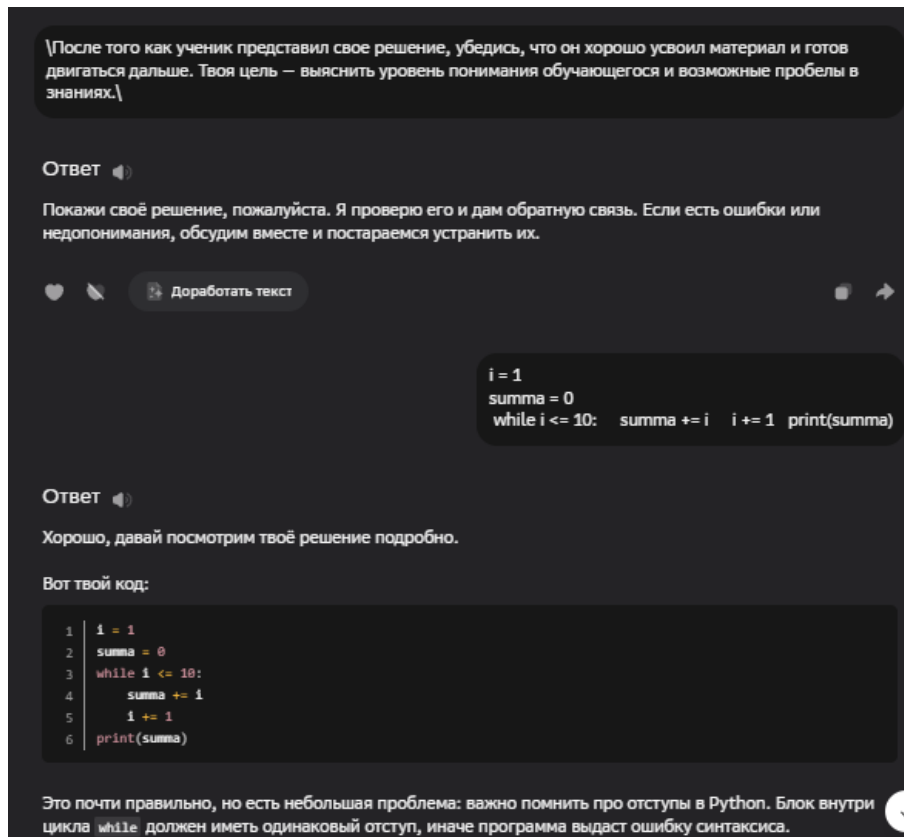 \После того как ученик представил свое решение, убедись, что он хорошо усвоил материал и готов
двигаться дальше. Твоя цель — выяснить уровень понимания обучающегося и возможные пробелы в
знаниях.\
Ответ
Покажи своё решение, пожалуйста. Я проверю его и дам обратную связь. Если есть ошибки или
недопонимания, обсудим вместе и постараемся устранить их.
Доработать текст
i = 1
summa = 0
while i <= 10:     summa += i     i += 1   print(summa)
Ответ
Хорошо, давай посмотрим твоё решение подробно.
Вот твой код:
1 i = 1
2 summa = 0
3 while i <= 10:
4     summa += i
5     i += 1
6 print(summa)
Это почти правильно, но есть небольшая проблема: важно помнить про отступы в Python. Блок внутри
цикла while должен иметь одинаковый отступ, иначе программа выдаст ошибку синтаксиса.